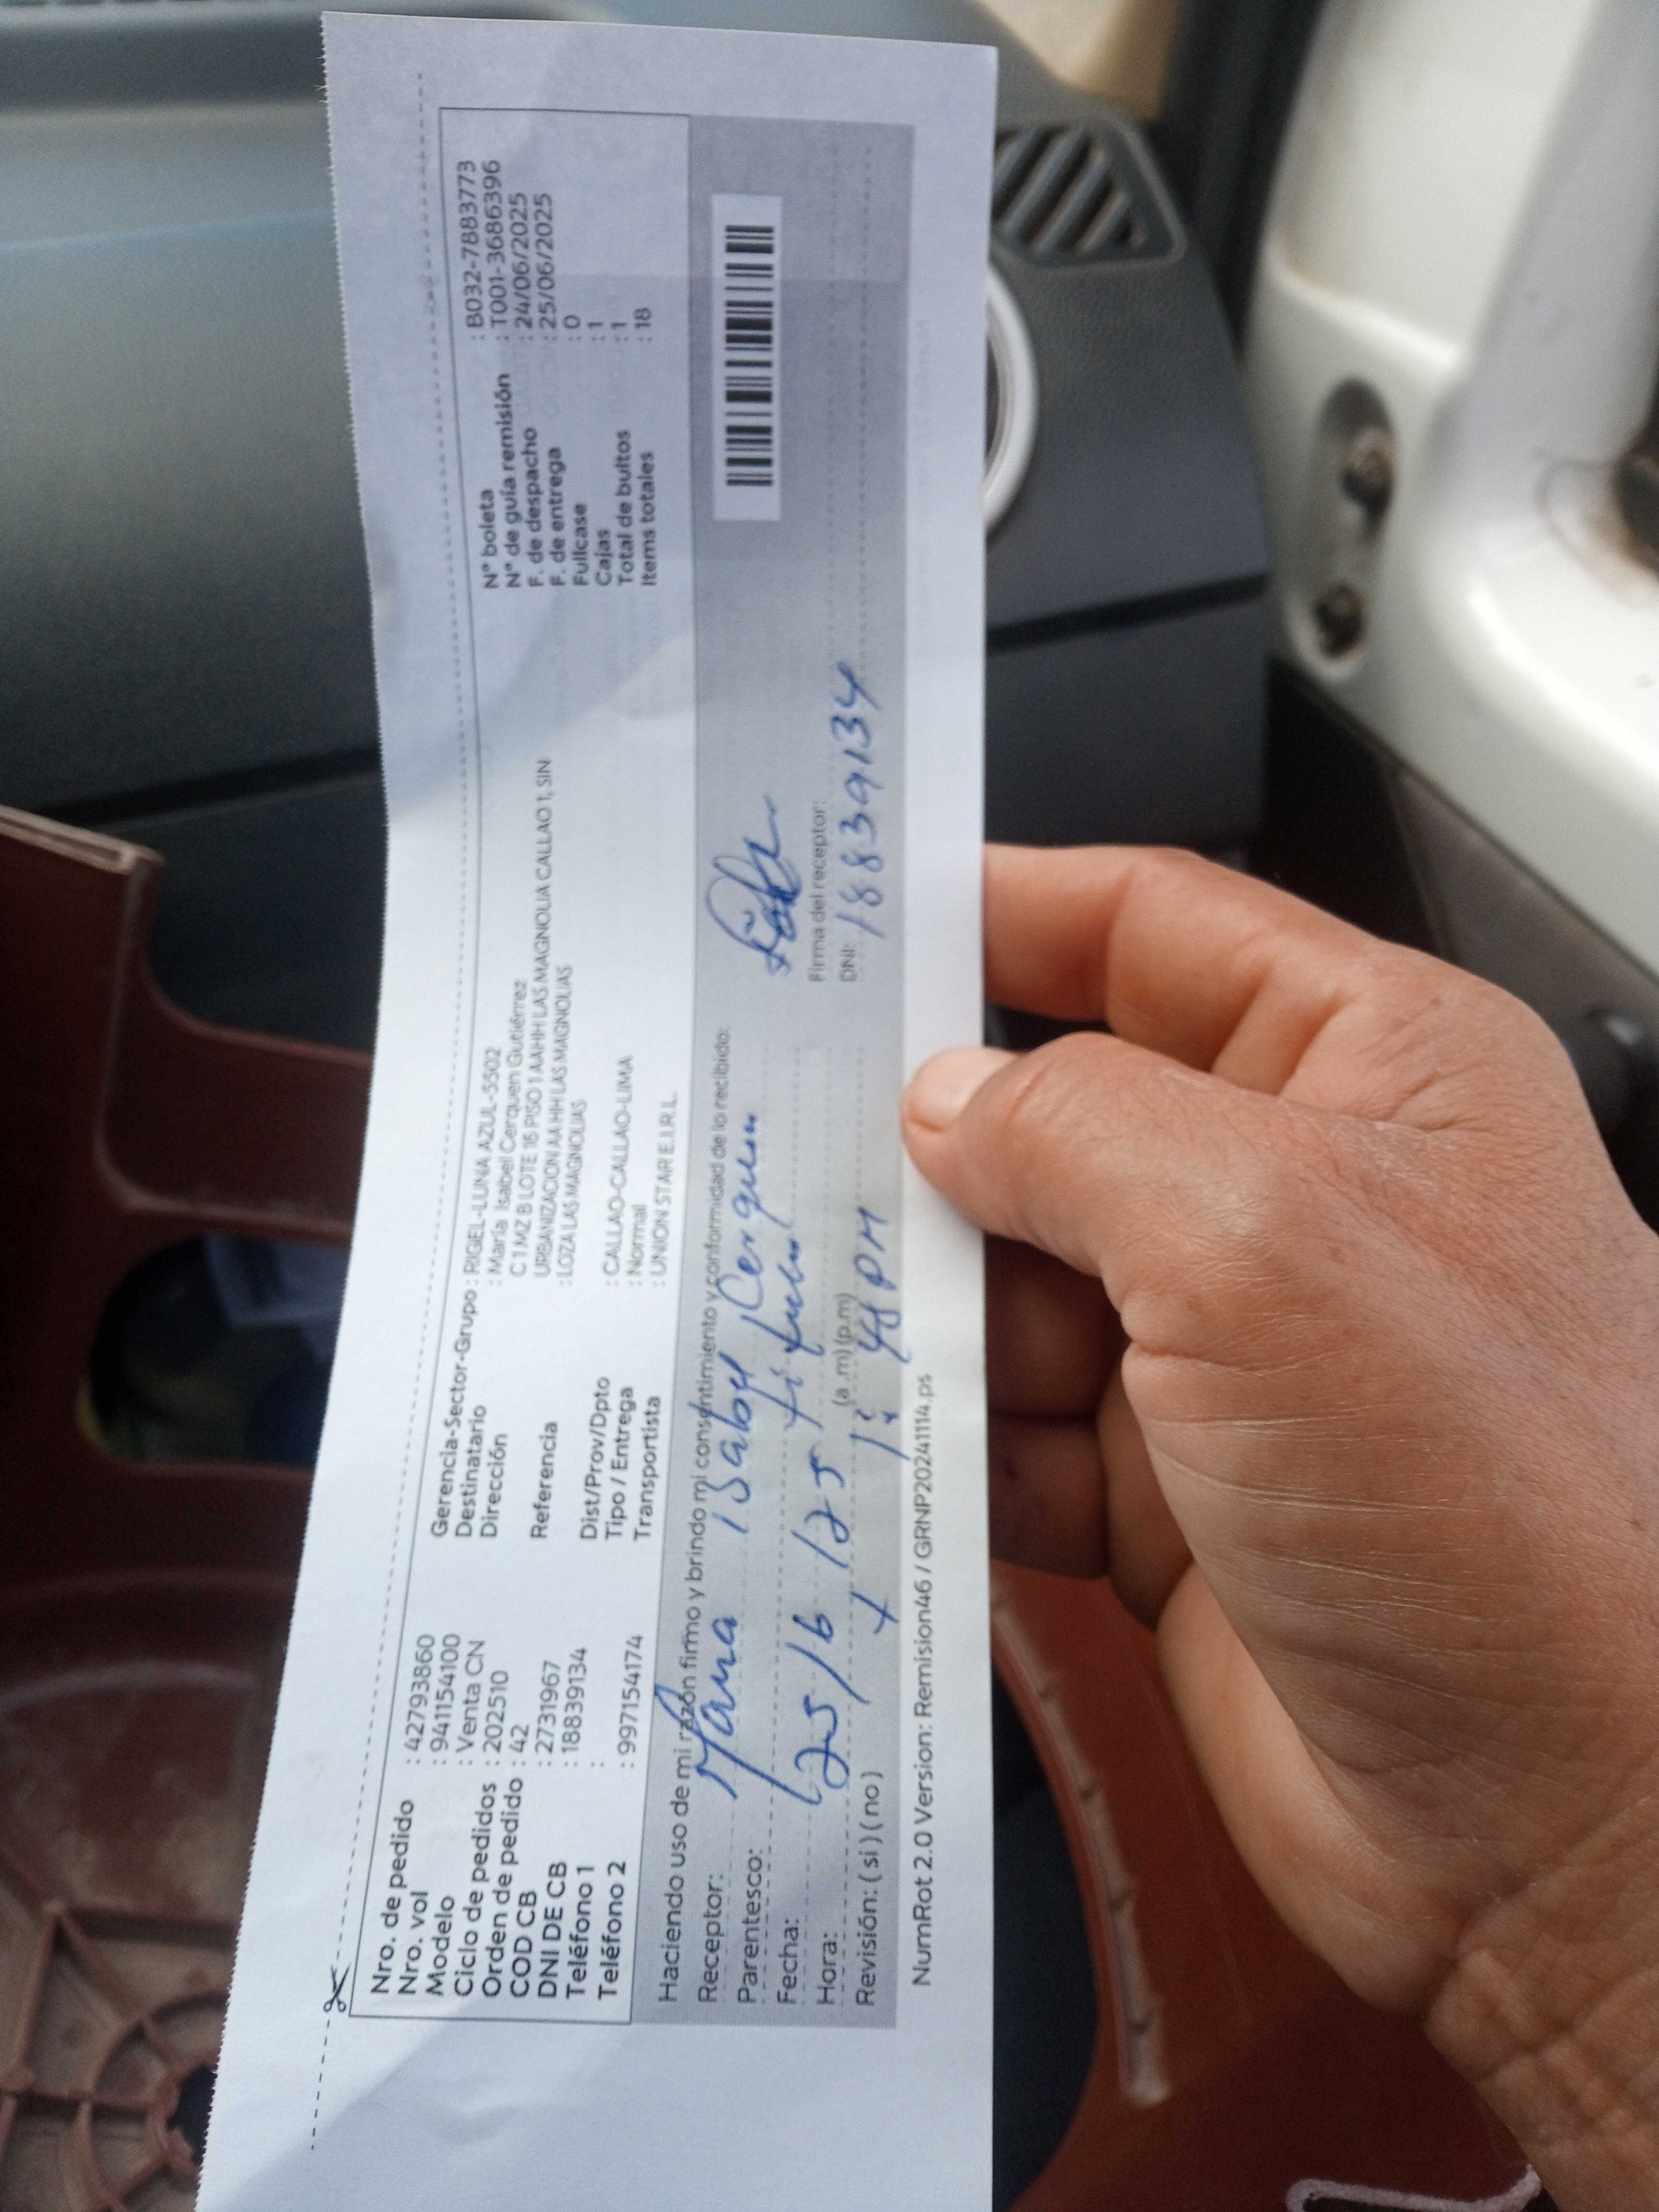 Nro. de pedido : 42793860
Nro. vol : 941154100
Modelo : Venta CN
Ciclo de pedidos : 202510
Orden de pedido : 42
COD CB : 2731967
DNI DE CB : 18839134
Teléfono 1 :
Teléfono 2 : 997154174
Gerencia-Sector-Grupo : RIGEL-LUNA AZUL-5502
Destinatario : María Isabel Cerquen Gutiérrez
Dirección C 1 MZ B LOTE 16 PISO 1 AAHH LAS MAGNOLIA CALLAO 1, SIN
URBANIZACION AA HH LAS MAGNOLIAS
Referencia : LOZA LAS MAGNOLIAS
Dist/Prov/Dpto : CALLAO-CALLAO-LIMA
Tipo / Entrega : Normal
Transportista : UNION STAR E.I.R.L.
N° boleta : B032-7883773
N° de guía remisión : T001-3686396
F. de despacho : 24/06/2025
F. de entrega : 25/06/2025
Fullcase : 0
Cajas : 1
Total de bultos : 1
Items totales : 18
Haciendo uso de mi razón firmo y brindo mi consentimiento y conformidad de lo recibido:
Receptor: Maria Isabel Cerquen
Parentesco:
Fecha: 25/6/25
Hora: (a .m) (p.m)
Revisión: ( si ) ( no )
Firma del receptor:
DNI: 18839134
NumRot 2.0 Version: Remision46 / GRNP20241114.ps